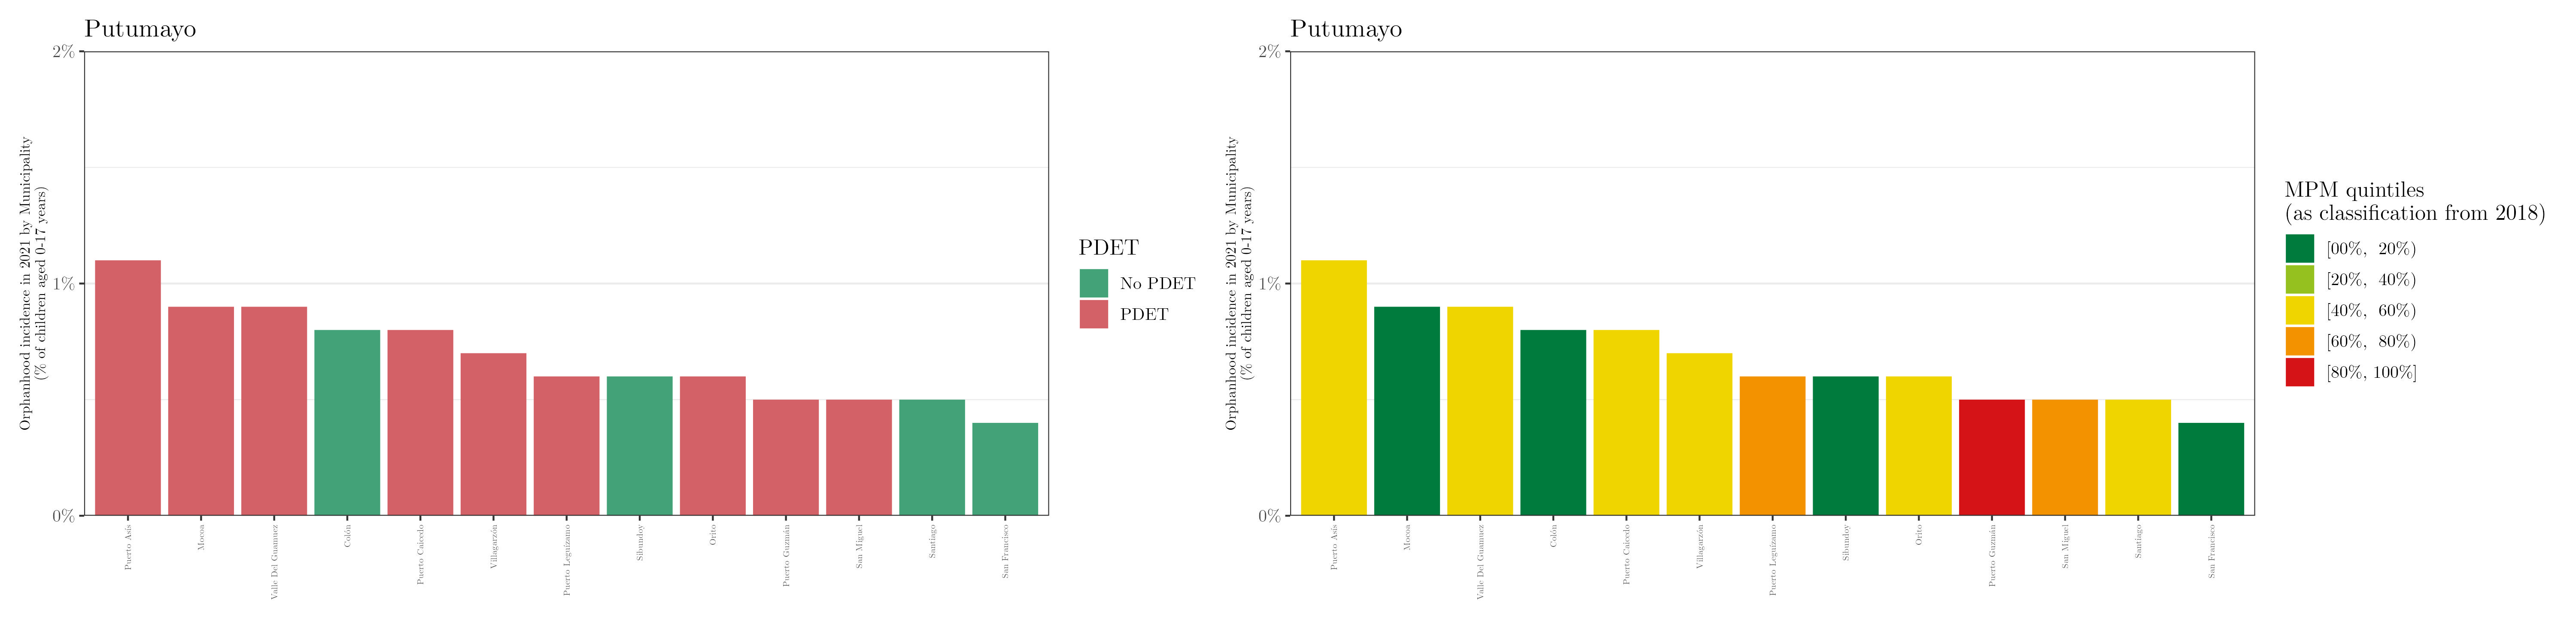 Putumayo
2%
1%
0%
Orphanhood incidence in 2021 by Municipality
(% of children aged 0-17 years)
Puerto Asís
Mocoa
Valle Del Guamuez
Colón
Puerto Caicedo
Villagarzón
Puerto Leguízamo
Sibundoy
Orito
Puerto Guzmán
San Miguel
Santiago
San Francisco
PDET
No PDET
PDET
Putumayo
2%
1%
0%
Orphanhood incidence in 2021 by Municipality
(% of children aged 0-17 years)
Puerto Asís
Mocoa
Valle Del Guamuez
Colón
Puerto Caicedo
Villagarzón
Puerto Leguízamo
Sibundoy
Orito
Puerto Guzmán
San Miguel
Santiago
San Francisco
MPM quintiles
(as classification from 2018)
[00%, 20%)
[20%, 40%)
[40%, 60%)
[60%, 80%)
[80%, 100%]